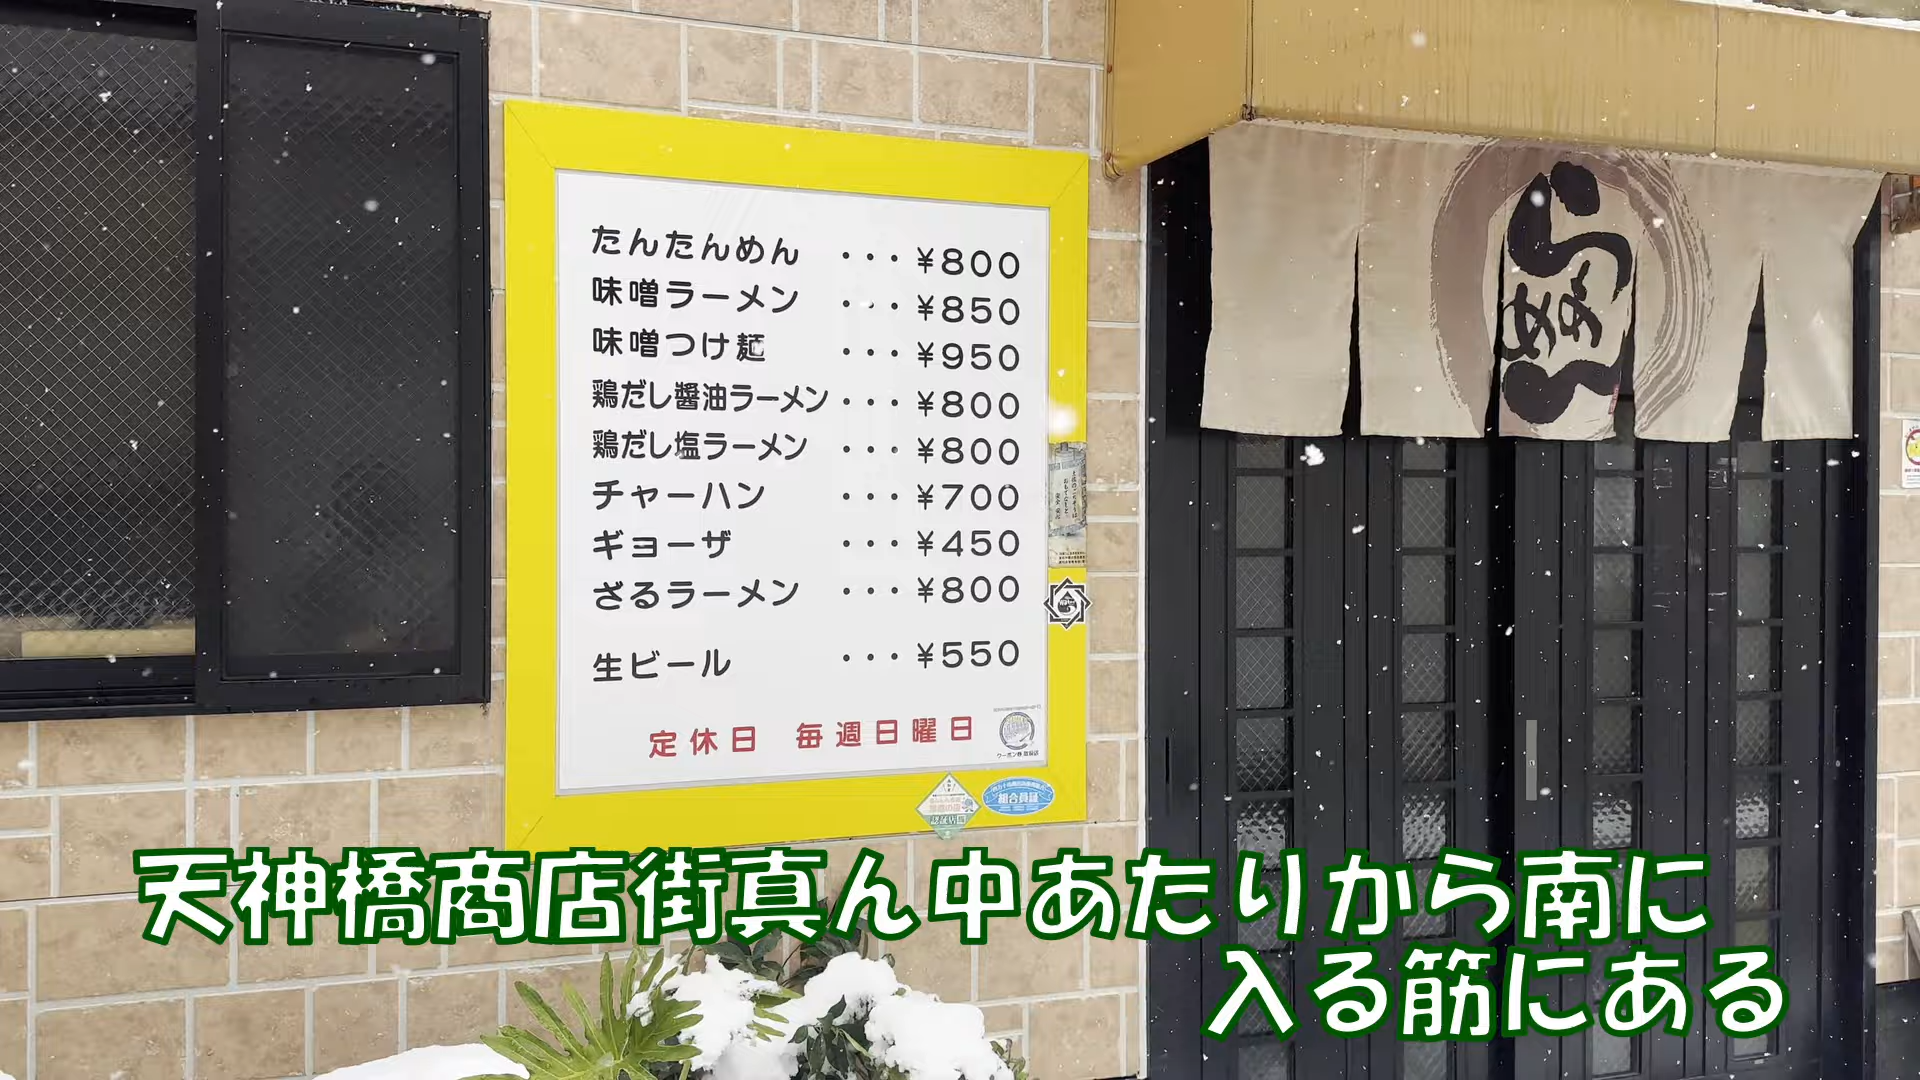 たんたんめん ･･･¥800
味噌ラーメン ･･･¥850
味噌つけ麺 ･･･¥950
鶏だし醤油ラーメン･･･¥800
鶏だし塩ラーメン ･･･¥800
チャーハン ･･･¥700
ギョーザ ･･･¥450
ざるラーメン ･･･¥800
生ビール ･･･¥550
定休日 毎週日曜日
組合員証
天神橋商店街真ん中あたりから南に
入る筋にある